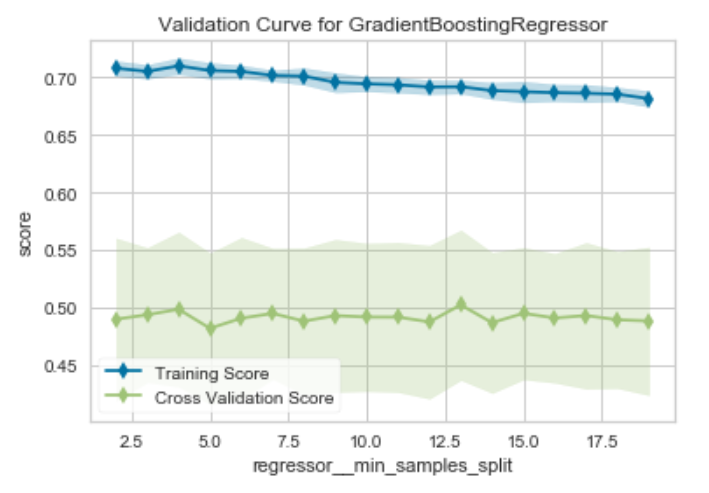 Validation Curve for GradientBoostingRegressor
score
0.70
0.65
0.60
0.55
0.50
0.45
Training Score
Cross Validation Score
2.5 5.0 7.5 10.0 12.5 15.0 17.5
regressor__min_samples_split